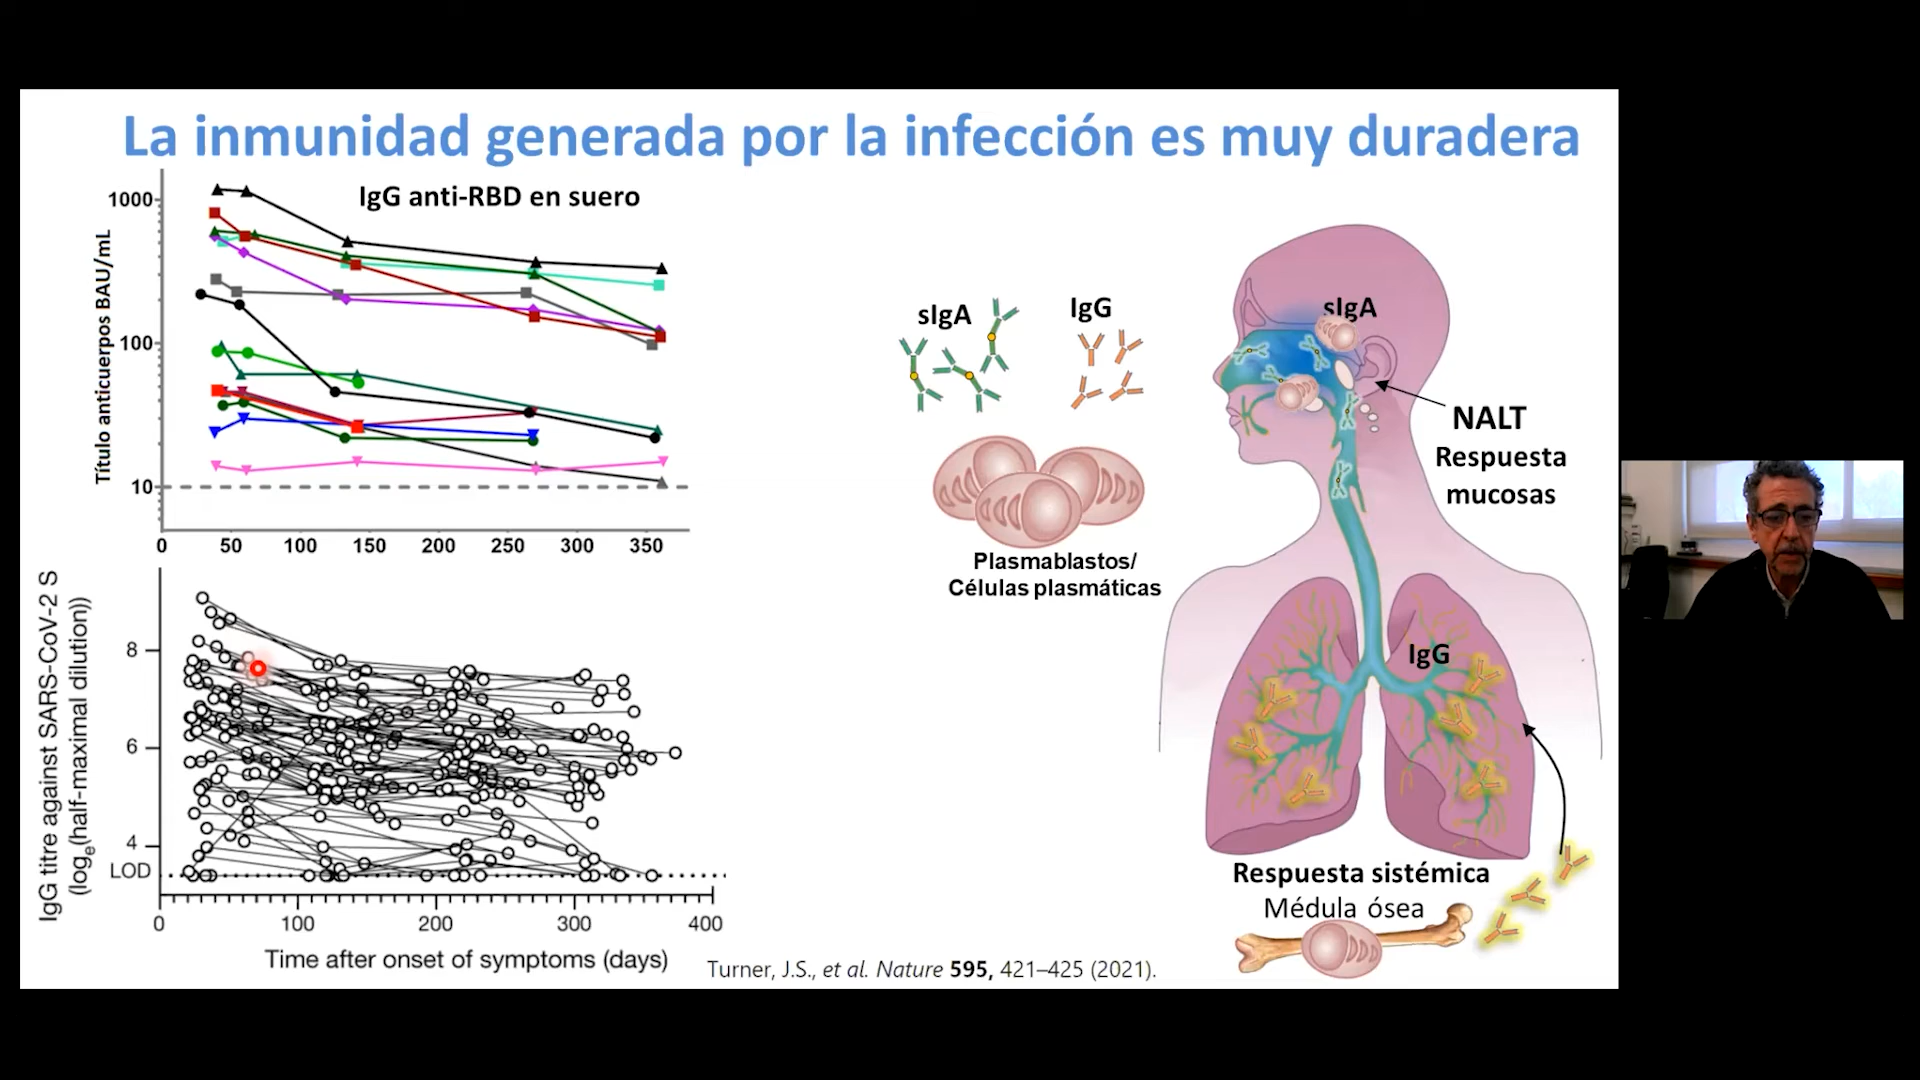 La inmunidad generada por la infección es muy duradera
IgG anti-RBD en suero
Título anticuerpos BAU/mL
1000
100
10
0 50 100 150 200 250 300 350
IgG titre against SARS-CoV-2 S
(logₑ(half-maximal dilution))
8
6
4
LOD
0 100 200 300 400
Time after onset of symptoms (days)
sIgA
IgG
Plasmablastos/
Células plasmáticas
sIgA
NALT
Respuesta
mucosas
IgG
Respuesta sistémica
Médula ósea
Turner, J.S., et al. Nature 595, 421–425 (2021).